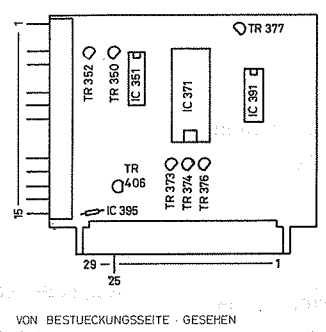 1
TR 377
TR 352
TR 350
IC 351
IC 371
IC 391
TR 406
TR 373
TR 374
TR 376
15
IC 395
29
1
25
VON BESTUECKUNGSSEITE GESEHEN